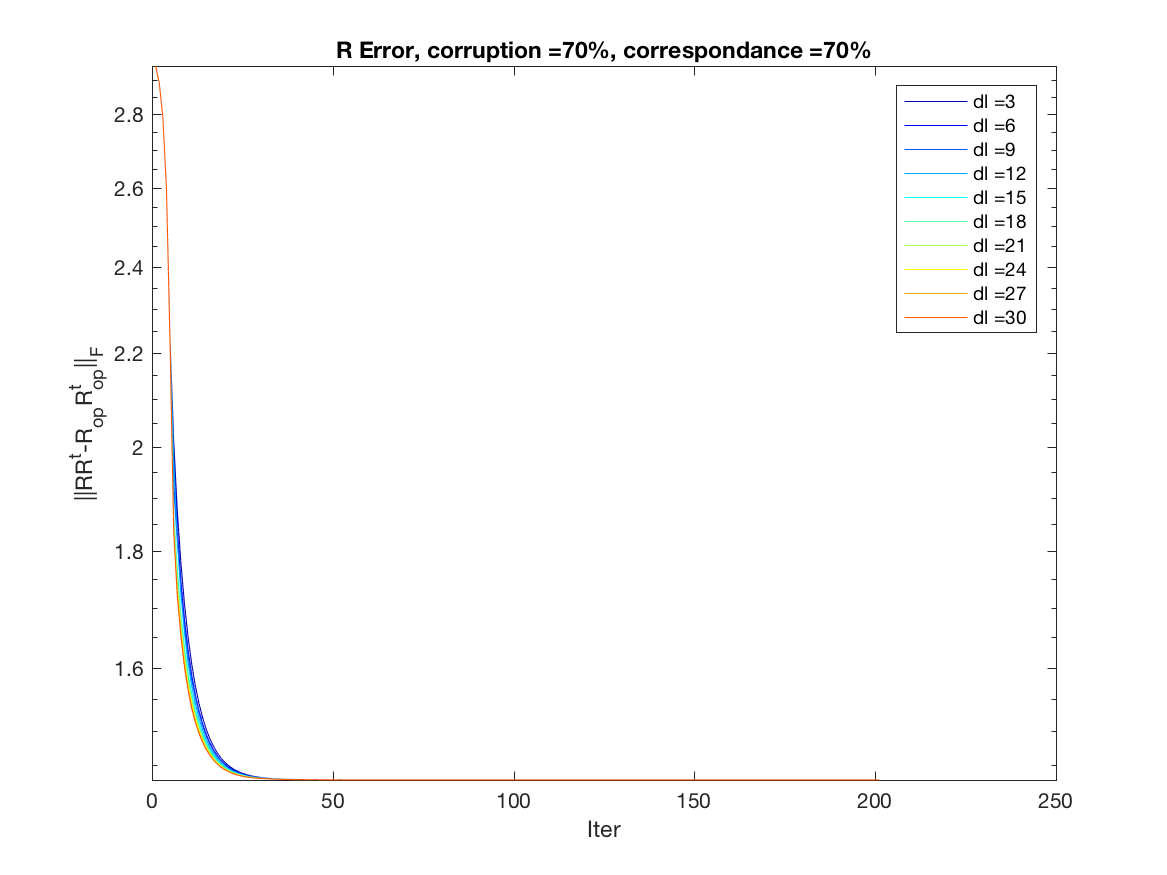 R Error, corruption =70%, correspondance =70%
||RR^t-R_op R_op^t||_F
2.8
2.6
2.4
2.2
2
1.8
1.6
0
50
100
150
200
250
Iter
dl =3
dl =6
dl =9
dl =12
dl =15
dl =18
dl =21
dl =24
dl =27
dl =30